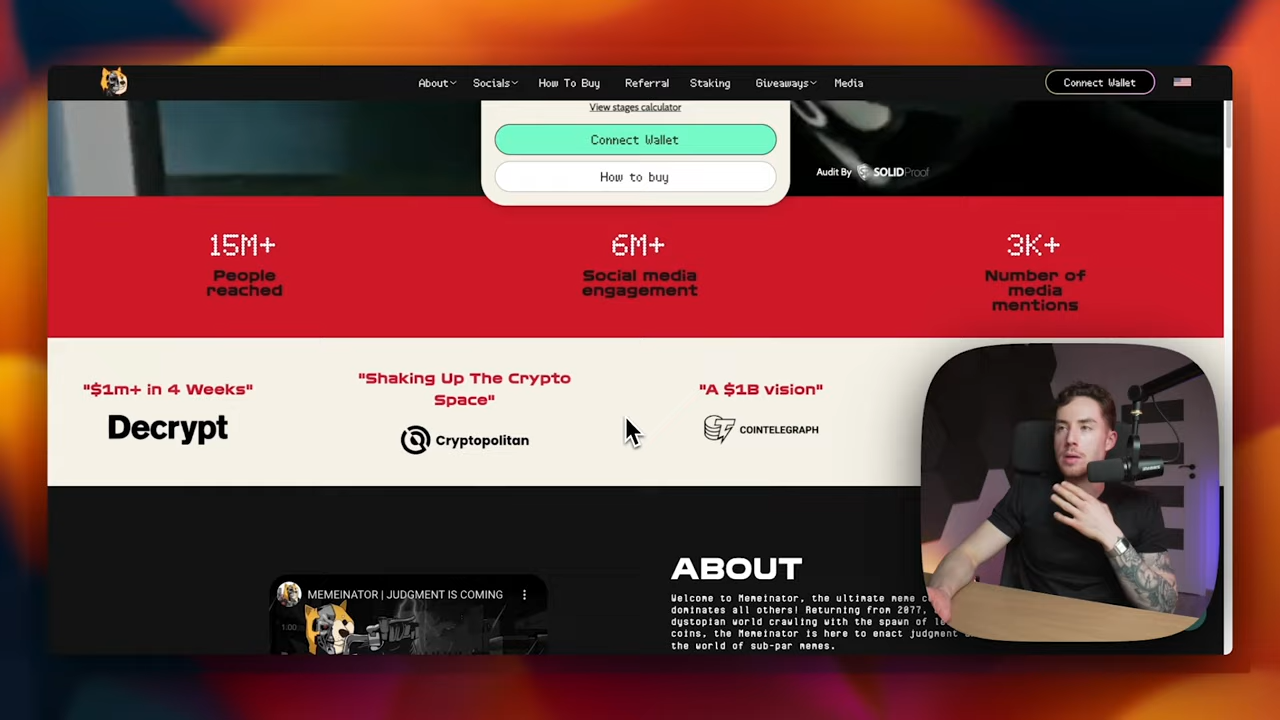 About
Socials
How To Buy
Referral
Staking
Giveaways
Media
Connect Wallet
View stages calculator
Connect Wallet
How to buy
Audit By SOLIDProof
15M+
People
reached
6M+
Social media
engagement
3K+
Number of
media
mentions
"$1m+ in 4 Weeks"
Decrypt
"Shaking Up The Crypto
Space"
Cryptopolitan
"A $1B vision"
COINTELEGRAPH
MEMEINATOR | JUDGMENT IS COMING
ABOUT
Welcome to Memeinator, the ultimate meme
dominates all others! Returning from 2077,
dystopian world crawling with the spawn of
coins, the Memeinator is here to enact judgment
the world of sub-par memes.